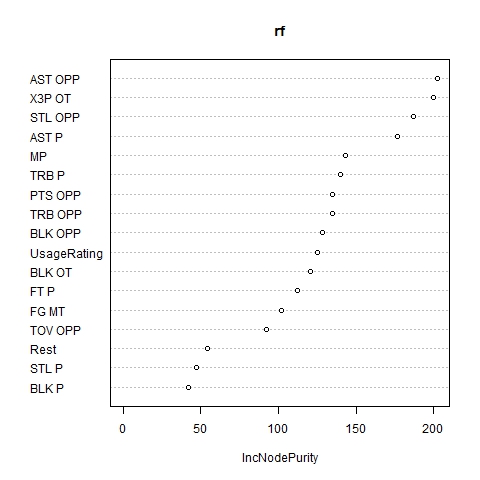 rf
AST OPP
X3P OT
STL OPP
AST P
MP
TRB P
PTS OPP
TRB OPP
BLK OPP
UsageRating
BLK OT
FT P
FG MT
TOV OPP
Rest
STL P
BLK P
0 50 100 150 200
IncNodePurity